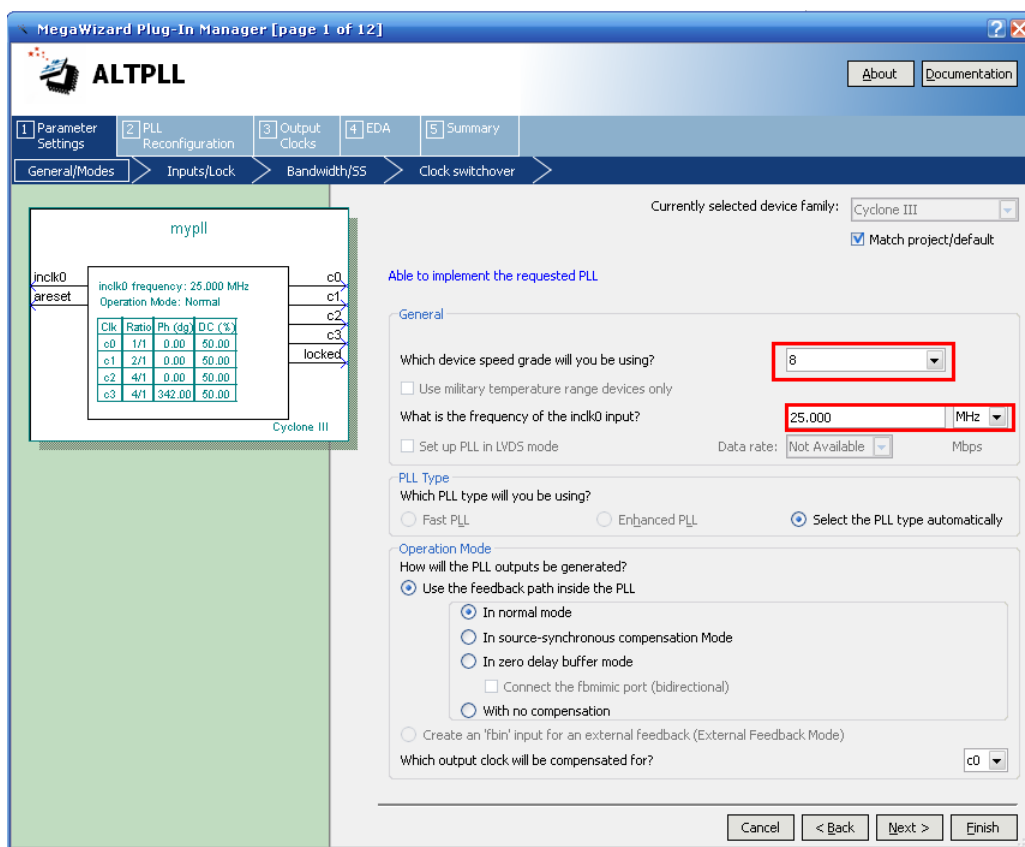 MegaWizard Plug-In Manager [page 1 of 12]
ALTPLL
About
Documentation
1 Parameter Settings
2 PLL Reconfiguration
3 Output Clocks
4 EDA
5 Summary
General/Modes
Inputs/Lock
Bandwidth/SS
Clock switchover
mypll
inclk0
areset
inclk0 frequency: 25.000 MHz
Operation Mode: Normal
Clk Ratio Ph (dg) DC (%)
c0 1/1 0.00 50.00
c1 2/1 0.00 50.00
c2 4/1 0.00 50.00
c3 4/1 342.00 50.00
c0
c1
c2
c3
locked
Cyclone III
Currently selected device family: Cyclone III
Match project/default
Able to implement the requested PLL
General
Which device speed grade will you be using? 8
Use military temperature range devices only
What is the frequency of the inclk0 input? 25.000 MHz
Set up PLL in LVDS mode Data rate: Not Available Mbps
PLL Type
Which PLL type will you be using?
Fast PLL Enhanced PLL Select the PLL type automatically
Operation Mode
How will the PLL outputs be generated?
Use the feedback path inside the PLL
In normal mode
In source-synchronous compensation Mode
In zero delay buffer mode
Connect the fbmimic port (bidirectional)
With no compensation
Create an 'fbin' input for an external feedback (External Feedback Mode)
Which output clock will be compensated for? c0
Cancel < Back Next > Finish